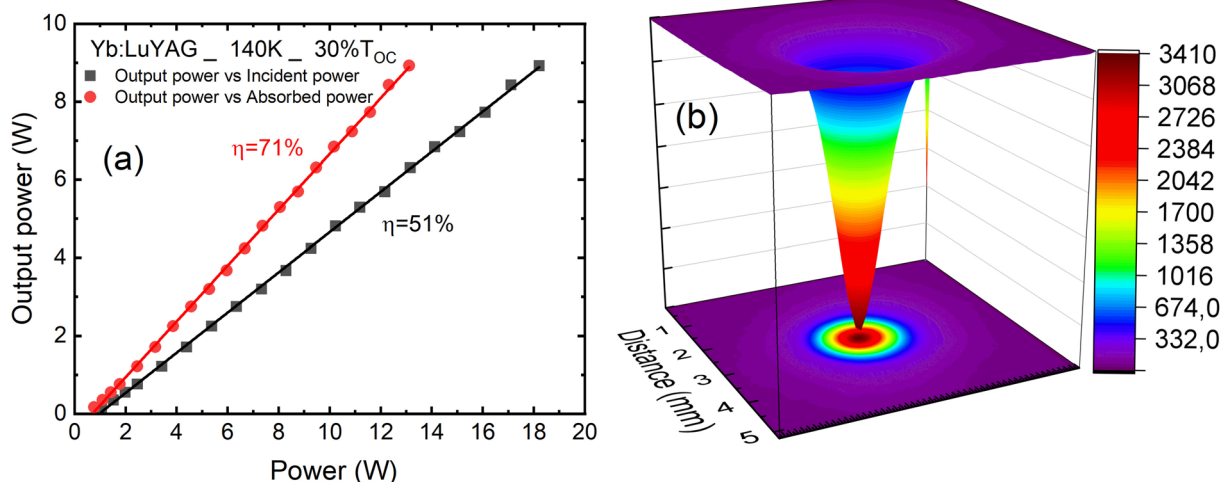 Yb:LuYAG _ 140K _ 30%T_OC
Output power vs Incident power
Output power vs Absorbed power
(a)
η=71%
η=51%
Output power (W)
10
8
6
4
2
0
0 2 4 6 8 10 12 14 16 18 20
Power (W)
(b)
Distance (mm)
1
2
3
4
5
3410
3068
2726
2384
2042
1700
1358
1016
674,0
332,0